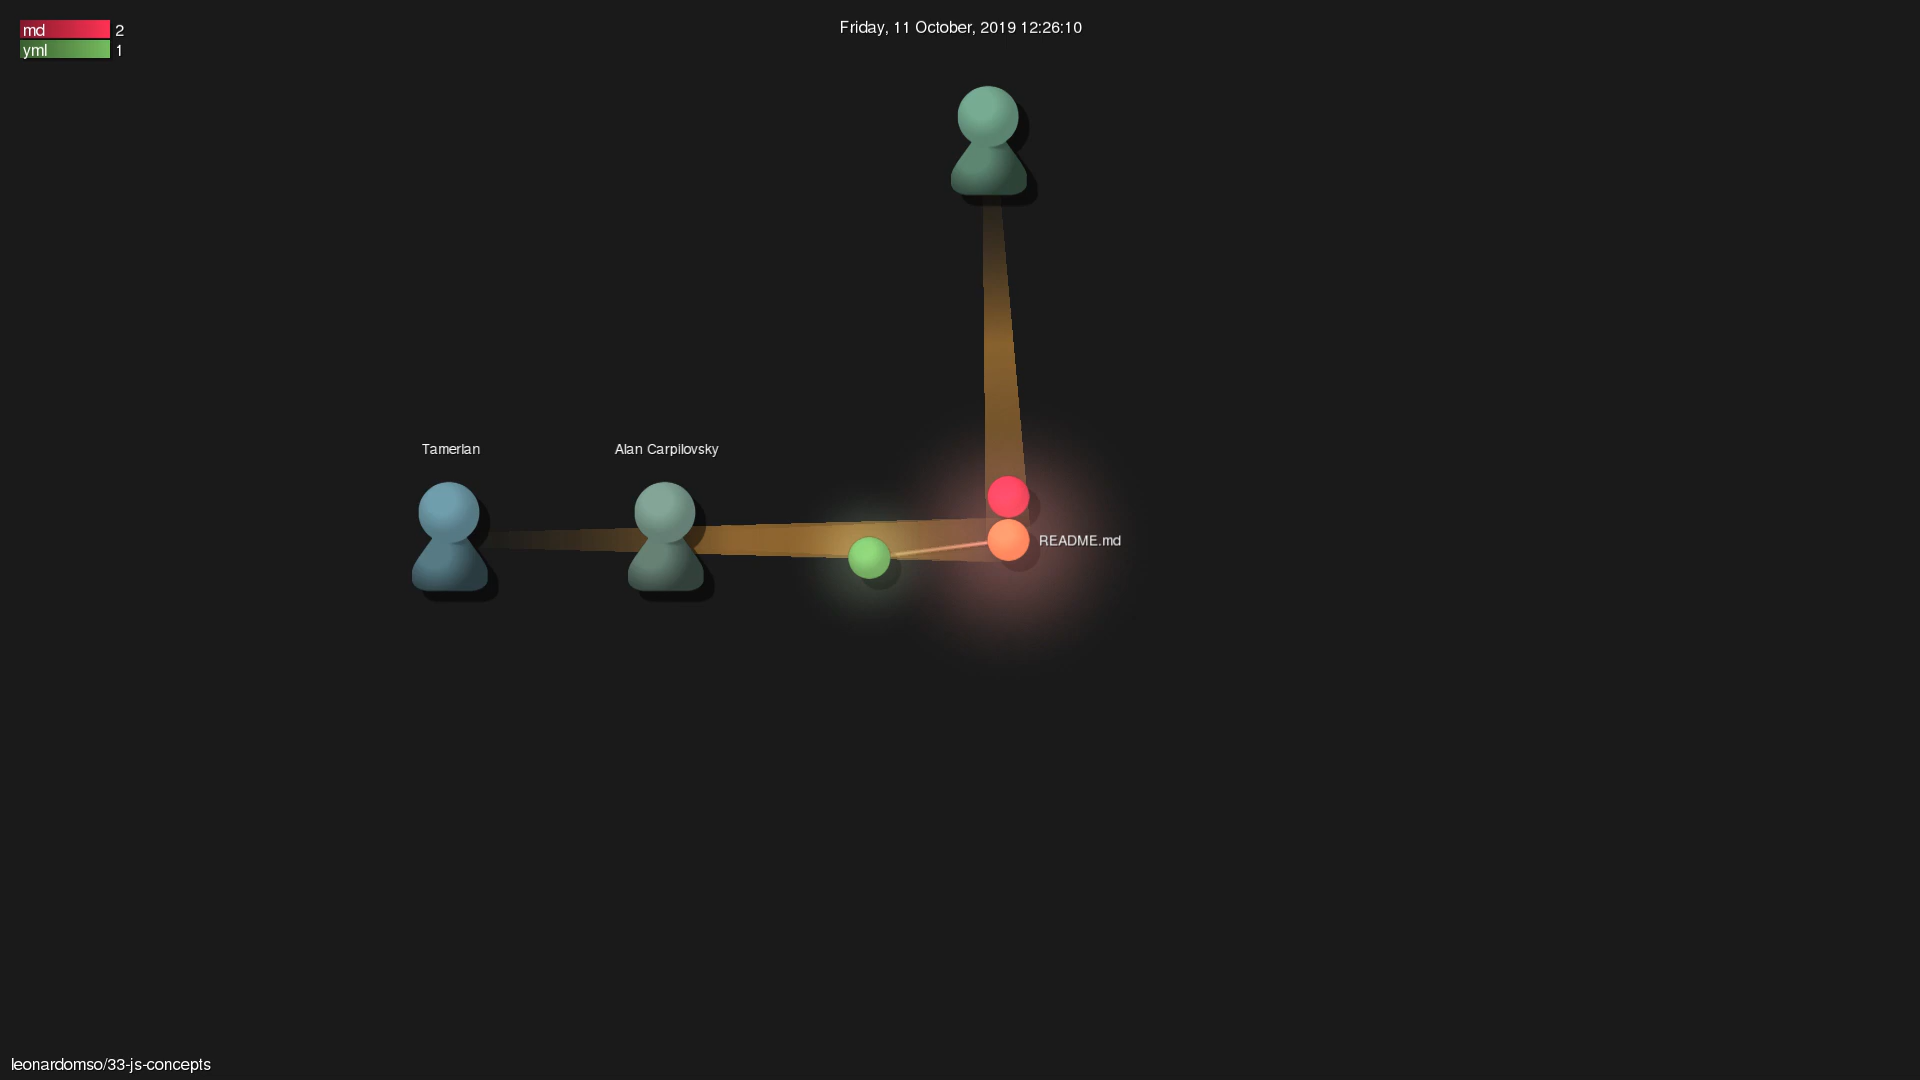 md 2
yml 1
Friday, 11 October, 2019 12:26:10
Tamerlan
Alan Carpilovsky
README.md
leonardomso/33-js-concepts